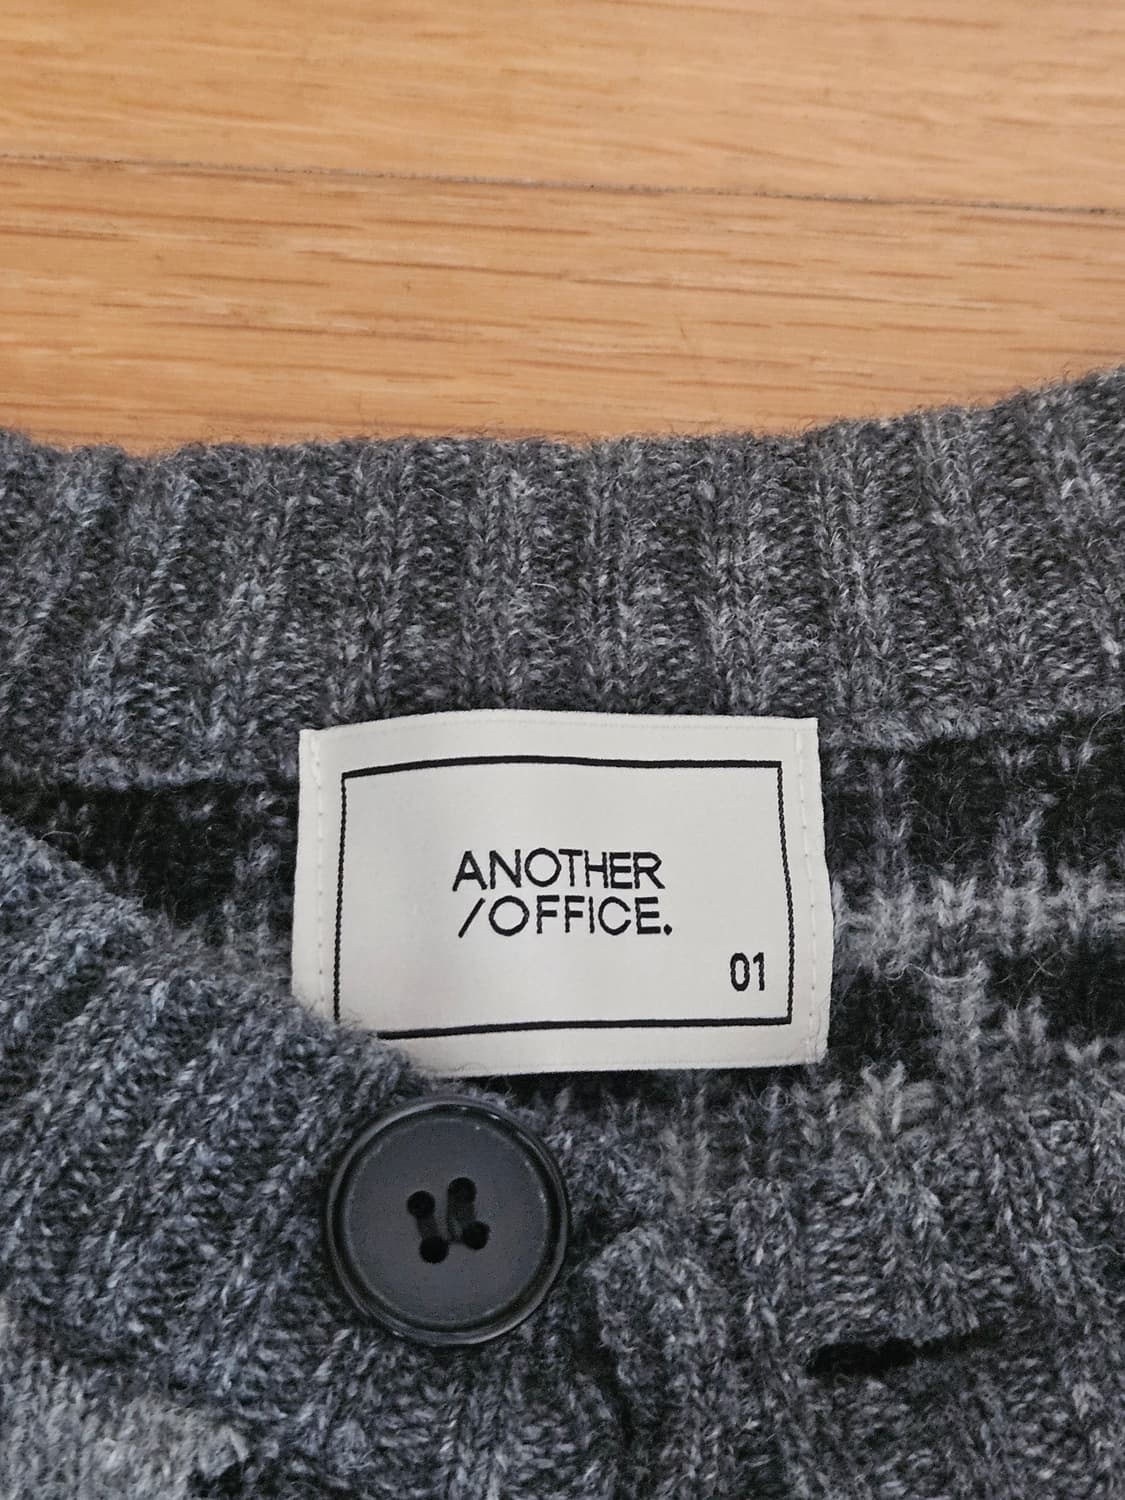 ANOTHER
/OFFICE.
01